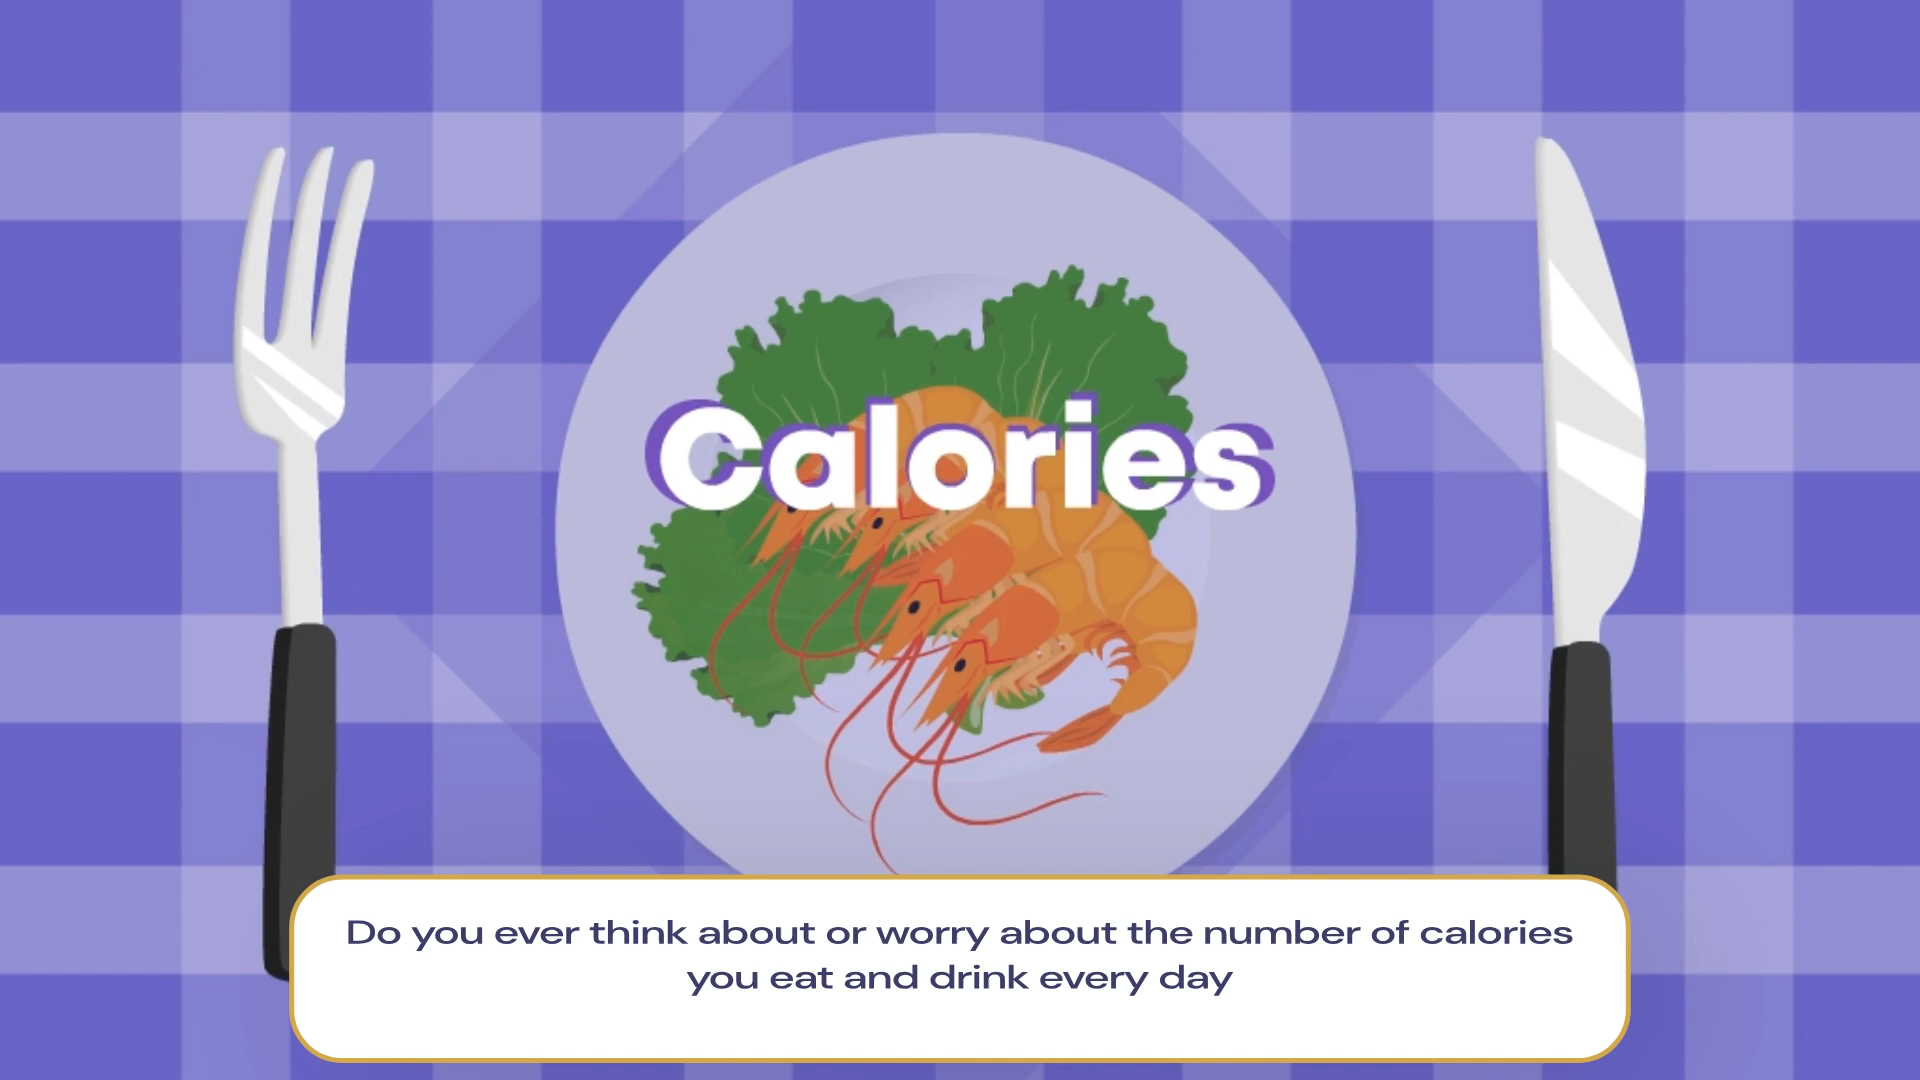 Calories
Do you ever think about or worry about the number of calories
you eat and drink every day